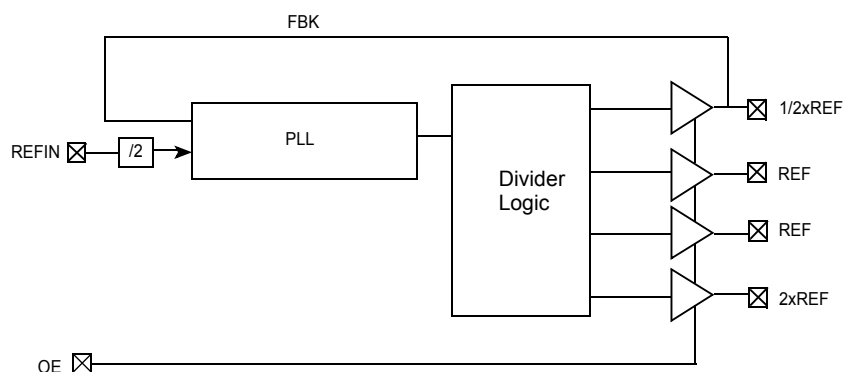 FBK
1/2xREF
REFIN
/2
PLL
Divider
Logic
REF
REF
2xREF
OE